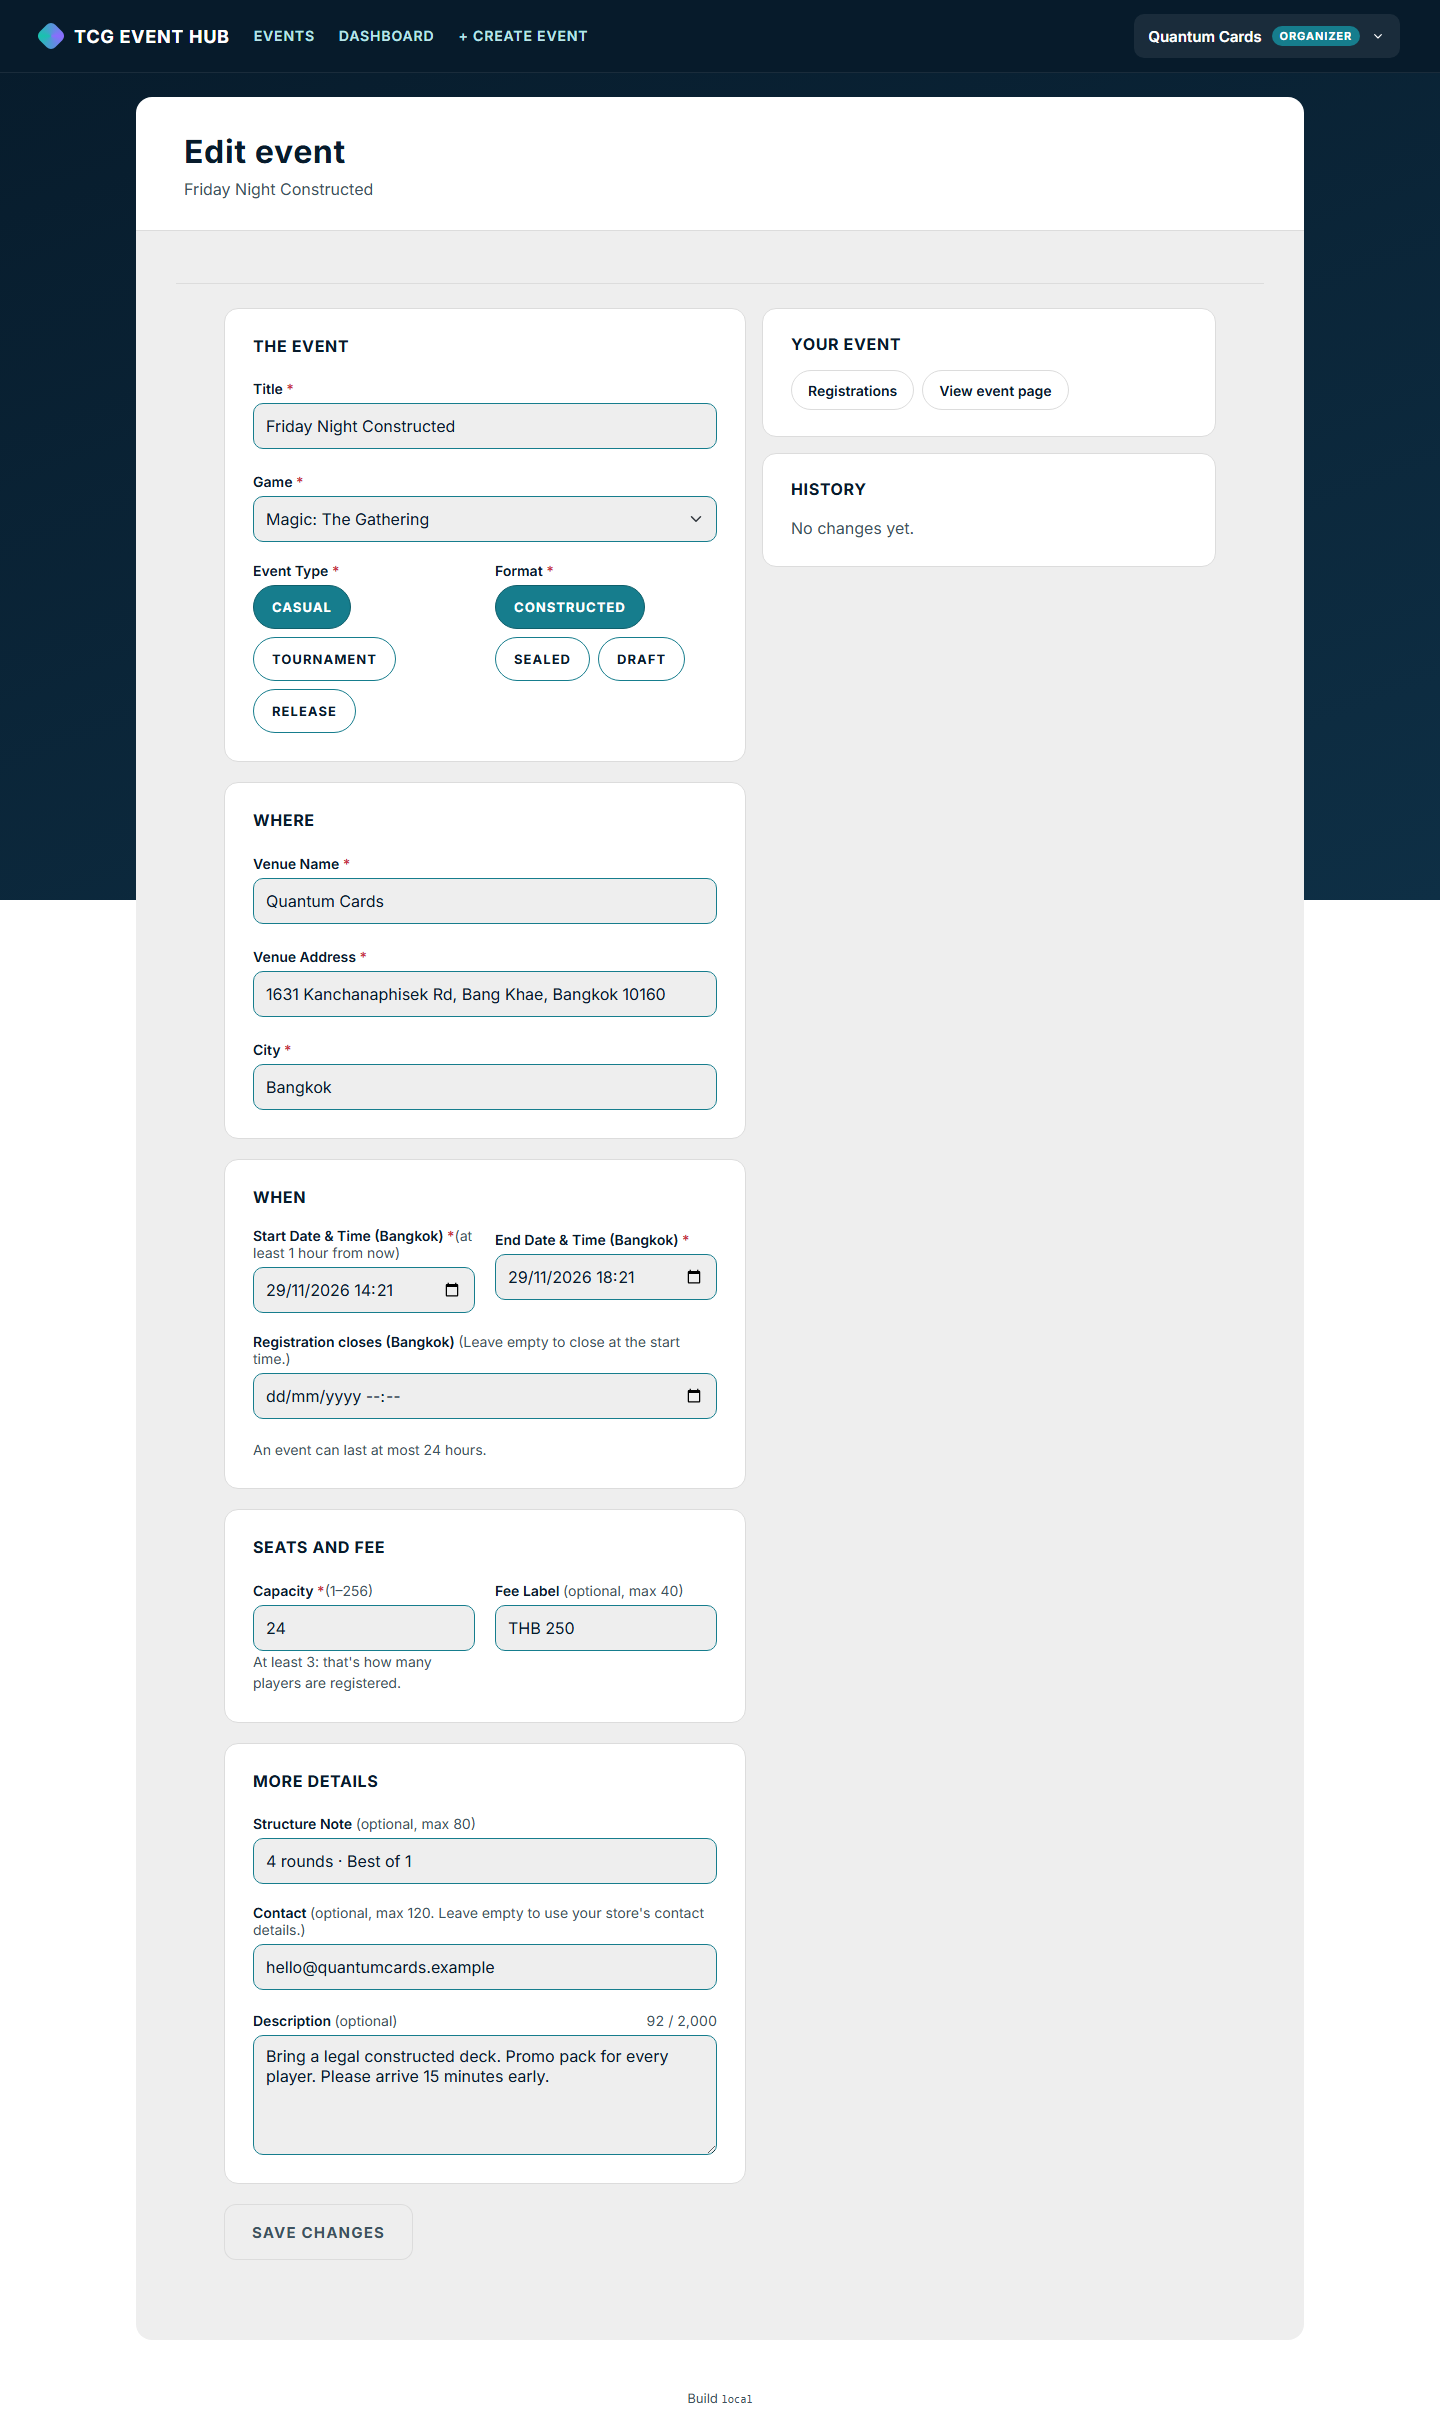 TCG EVENT HUB
EVENTS
DASHBOARD
+ CREATE EVENT
Quantum Cards
ORGANIZER
Edit event
Friday Night Constructed
THE EVENT
Title *
Friday Night Constructed
Game *
Magic: The Gathering
Event Type *
CASUAL
TOURNAMENT
RELEASE
Format *
CONSTRUCTED
SEALED
DRAFT
YOUR EVENT
Registrations
View event page
HISTORY
No changes yet.
WHERE
Venue Name *
Quantum Cards
Venue Address *
1631 Kanchanaphisek Rd, Bang Khae, Bangkok 10160
City *
Bangkok
WHEN
Start Date & Time (Bangkok) *(at
least 1 hour from now)
29/11/2026 14:21
End Date & Time (Bangkok) *
29/11/2026 18:21
Registration closes (Bangkok) (Leave empty to close at the start
time.)
dd/mm/yyyy --:--
An event can last at most 24 hours.
SEATS AND FEE
Capacity *(1–256)
24
At least 3: that's how many
players are registered.
Fee Label (optional, max 40)
THB 250
MORE DETAILS
Structure Note (optional, max 80)
4 rounds · Best of 1
Contact (optional, max 120. Leave empty to use your store's contact
details.)
hello@quantumcards.example
Description (optional)
92 / 2,000
Bring a legal constructed deck. Promo pack for every
player. Please arrive 15 minutes early.
SAVE CHANGES
Build local